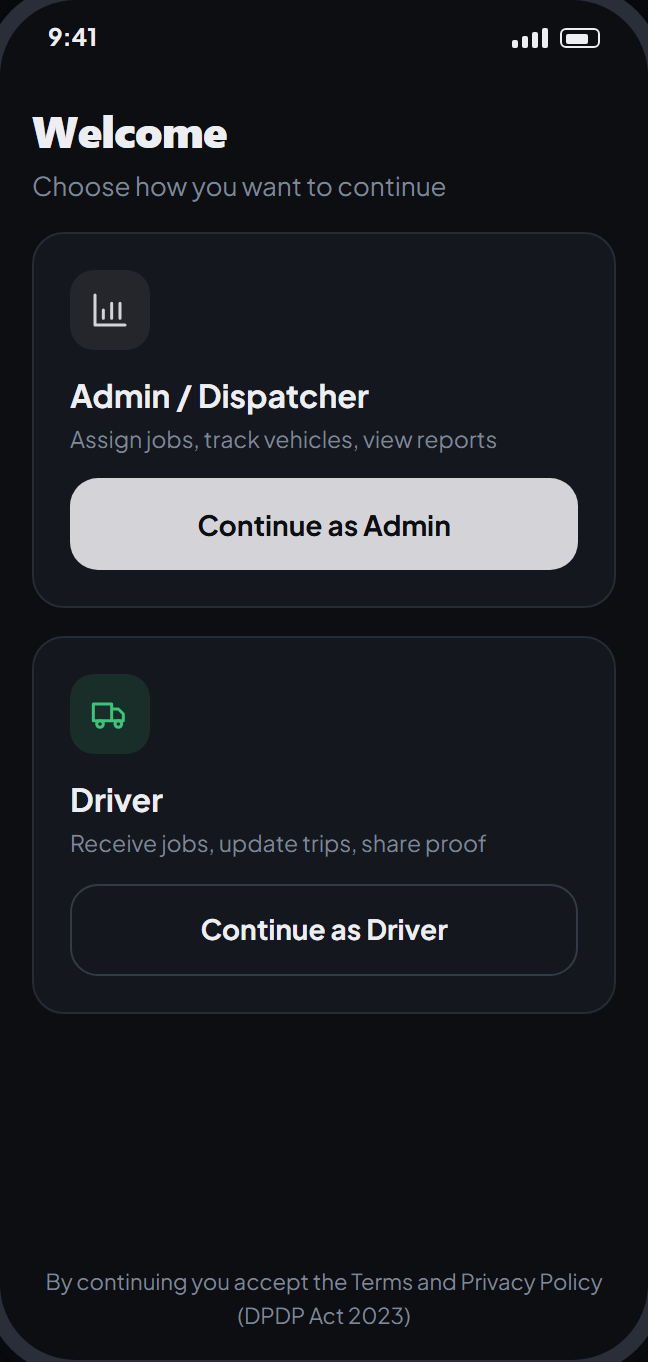 9:41
Welcome
Choose how you want to continue
Admin / Dispatcher
Assign jobs, track vehicles, view reports
Continue as Admin
Driver
Receive jobs, update trips, share proof
Continue as Driver
By continuing you accept the Terms and Privacy Policy
(DPDP Act 2023)